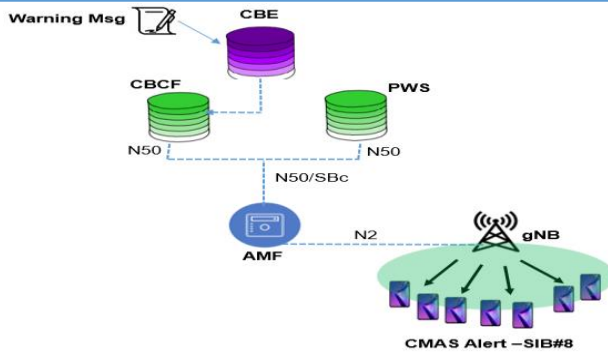 Warning Msg
CBE
CBCF
PWS
N50
N50
N50/SBc
N2
gNB
AMF
CMAS Alert –SIB#8